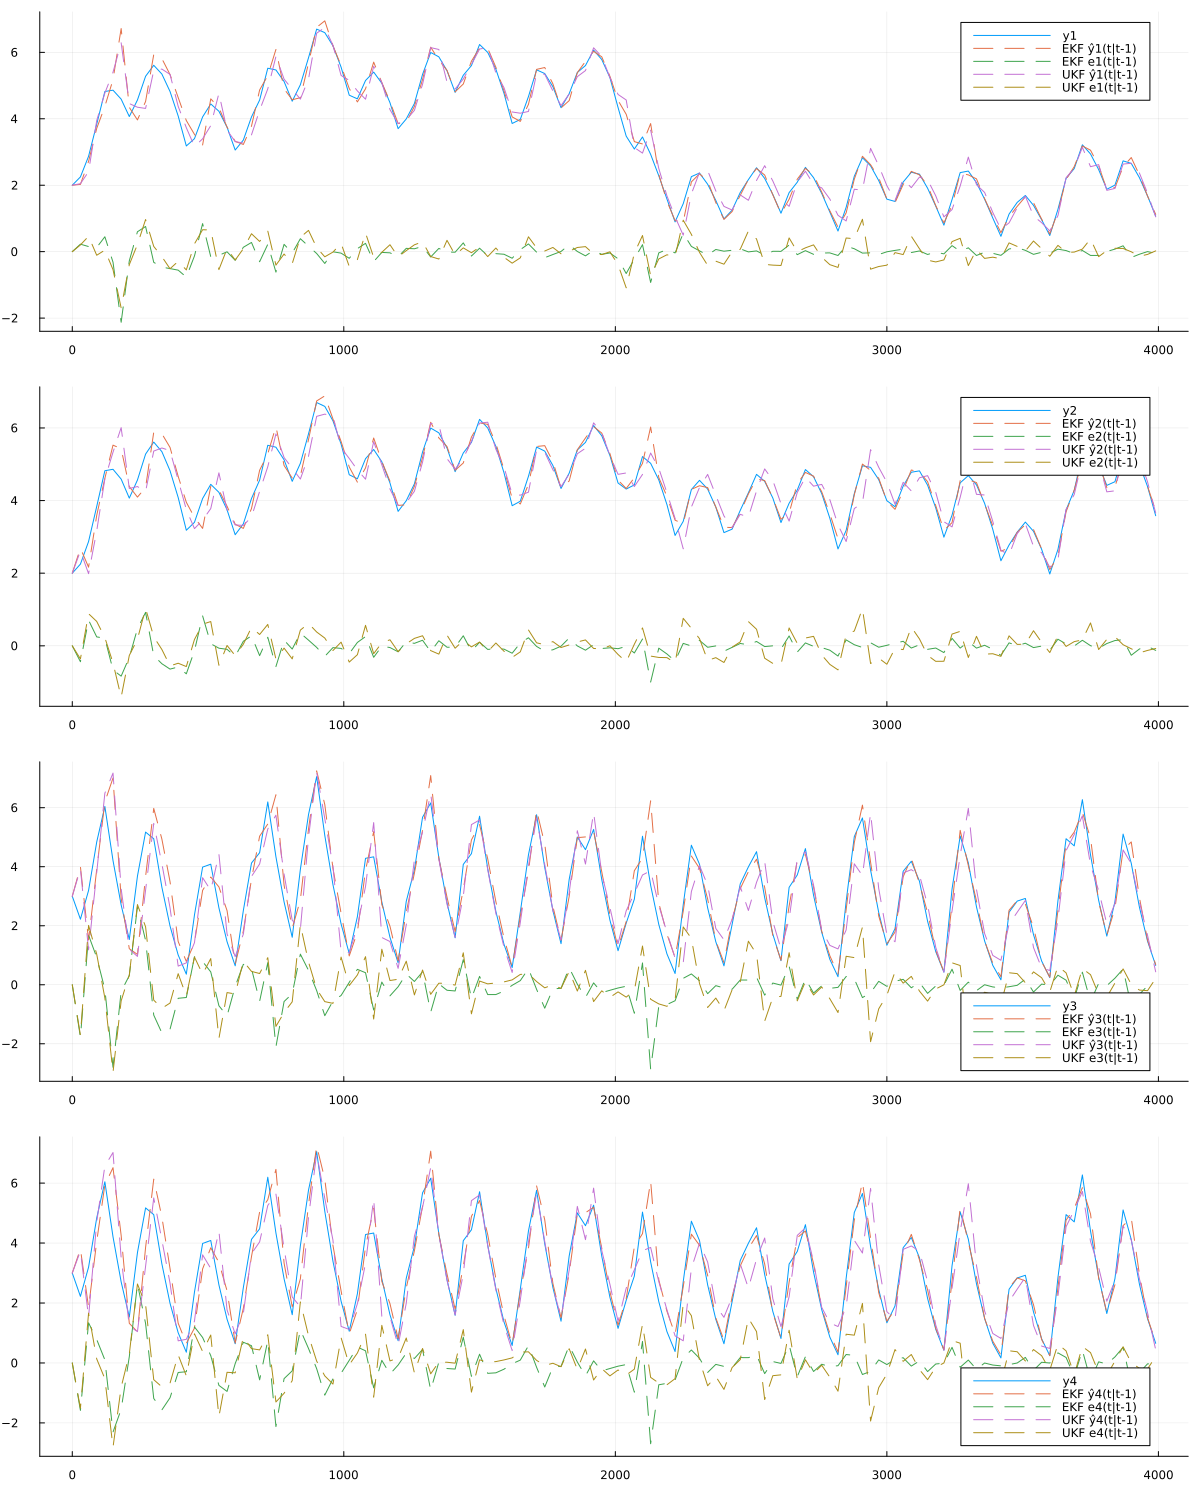 6
4
2
0
−2
0 1000 2000 3000 4000
y1
EKF ŷ1(t|t-1)
EKF e1(t|t-1)
UKF ŷ1(t|t-1)
UKF e1(t|t-1)
6
4
2
0
0 1000 2000 3000 4000
y2
EKF ŷ2(t|t-1)
EKF e2(t|t-1)
UKF ŷ2(t|t-1)
UKF e2(t|t-1)
6
4
2
0
−2
0 1000 2000 3000 4000
y3
EKF ŷ3(t|t-1)
EKF e3(t|t-1)
UKF ŷ3(t|t-1)
UKF e3(t|t-1)
6
4
2
0
−2
0 1000 2000 3000 4000
y4
EKF ŷ4(t|t-1)
EKF e4(t|t-1)
UKF ŷ4(t|t-1)
UKF e4(t|t-1)